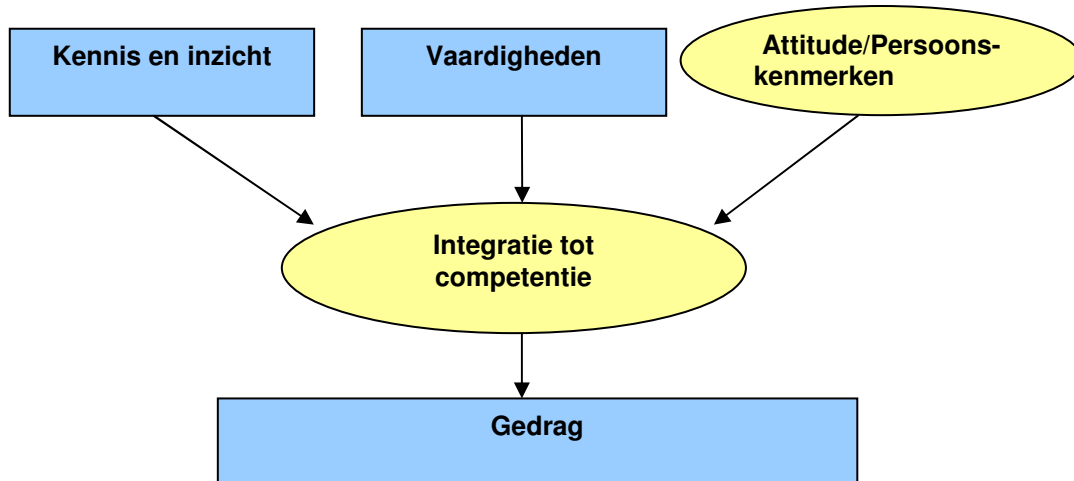 Kennis en inzicht
Vaardigheden
Attitude/Persoons-
kenmerken
Integratie tot
competentie
Gedrag